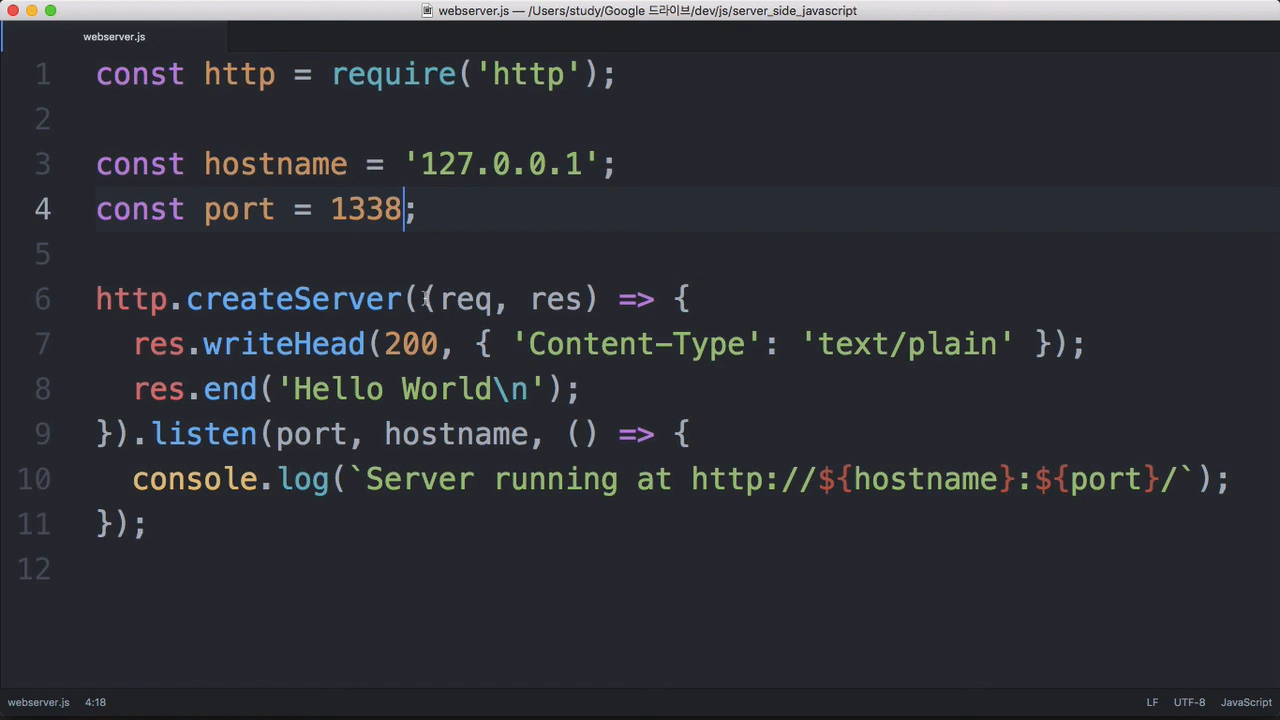 webserver.js — /Users/study/Google 드라이브/dev/js/server_side_javascript
webserver.js
1 const http = require('http');
2
3 const hostname = '127.0.0.1';
4 const port = 1338;
5
6 http.createServer((req, res) => {
7   res.writeHead(200, { 'Content-Type': 'text/plain' });
8   res.end('Hello World\n');
9 }).listen(port, hostname, () => {
10   console.log(`Server running at http://${hostname}:${port}/`);
11 });
12
webserver.js 4:18 LF UTF-8 JavaScript